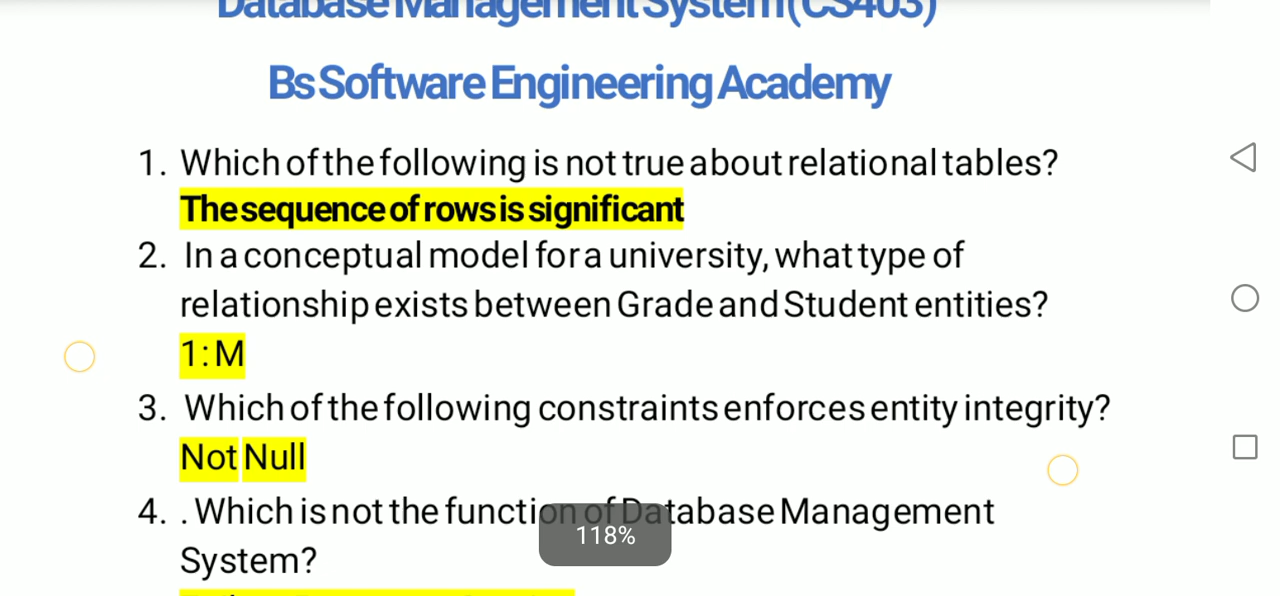 Database Management System(CS403)
Bs Software Engineering Academy
1. Which of the following is not true about relational tables?
The sequence of rows is significant
2. In a conceptual model for a university, what type of
relationship exists between Grade and Student entities?
1:M
3. Which of the following constraints enforces entity integrity?
Not Null
4. . Which is not the function of Database Management
118%
System?